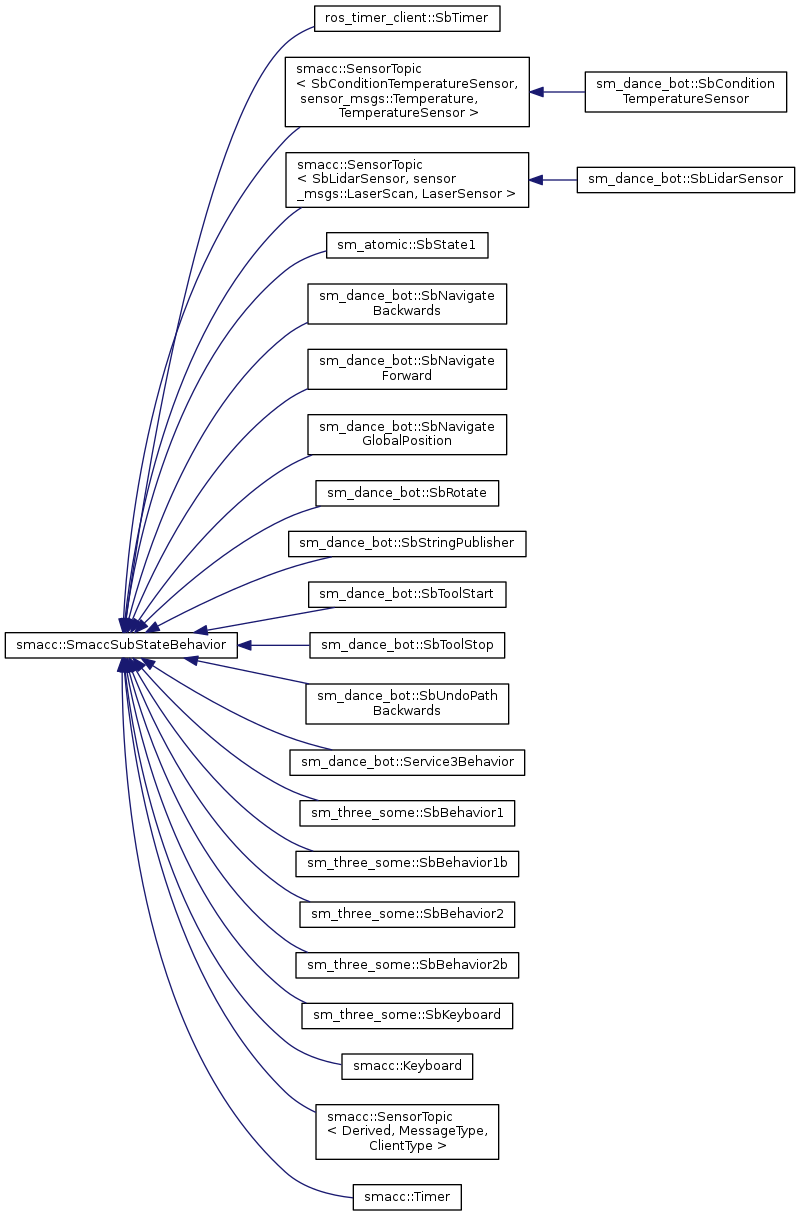 ros_timer_client::SbTimer
smacc::SensorTopic
< SbConditionTemperatureSensor,
sensor_msgs::Temperature,
TemperatureSensor >
sm_dance_bot::SbCondition
TemperatureSensor
smacc::SensorTopic
< SbLidarSensor, sensor
_msgs::LaserScan, LaserSensor >
sm_dance_bot::SbLidarSensor
sm_atomic::SbState1
sm_dance_bot::SbNavigate
Backwards
sm_dance_bot::SbNavigate
Forward
sm_dance_bot::SbNavigate
GlobalPosition
sm_dance_bot::SbRotate
sm_dance_bot::SbStringPublisher
sm_dance_bot::SbToolStart
smacc::SmaccSubStateBehavior
sm_dance_bot::SbToolStop
sm_dance_bot::SbUndoPath
Backwards
sm_dance_bot::Service3Behavior
sm_three_some::SbBehavior1
sm_three_some::SbBehavior1b
sm_three_some::SbBehavior2
sm_three_some::SbBehavior2b
sm_three_some::SbKeyboard
smacc::Keyboard
smacc::SensorTopic
< Derived, MessageType,
ClientType >
smacc::Timer